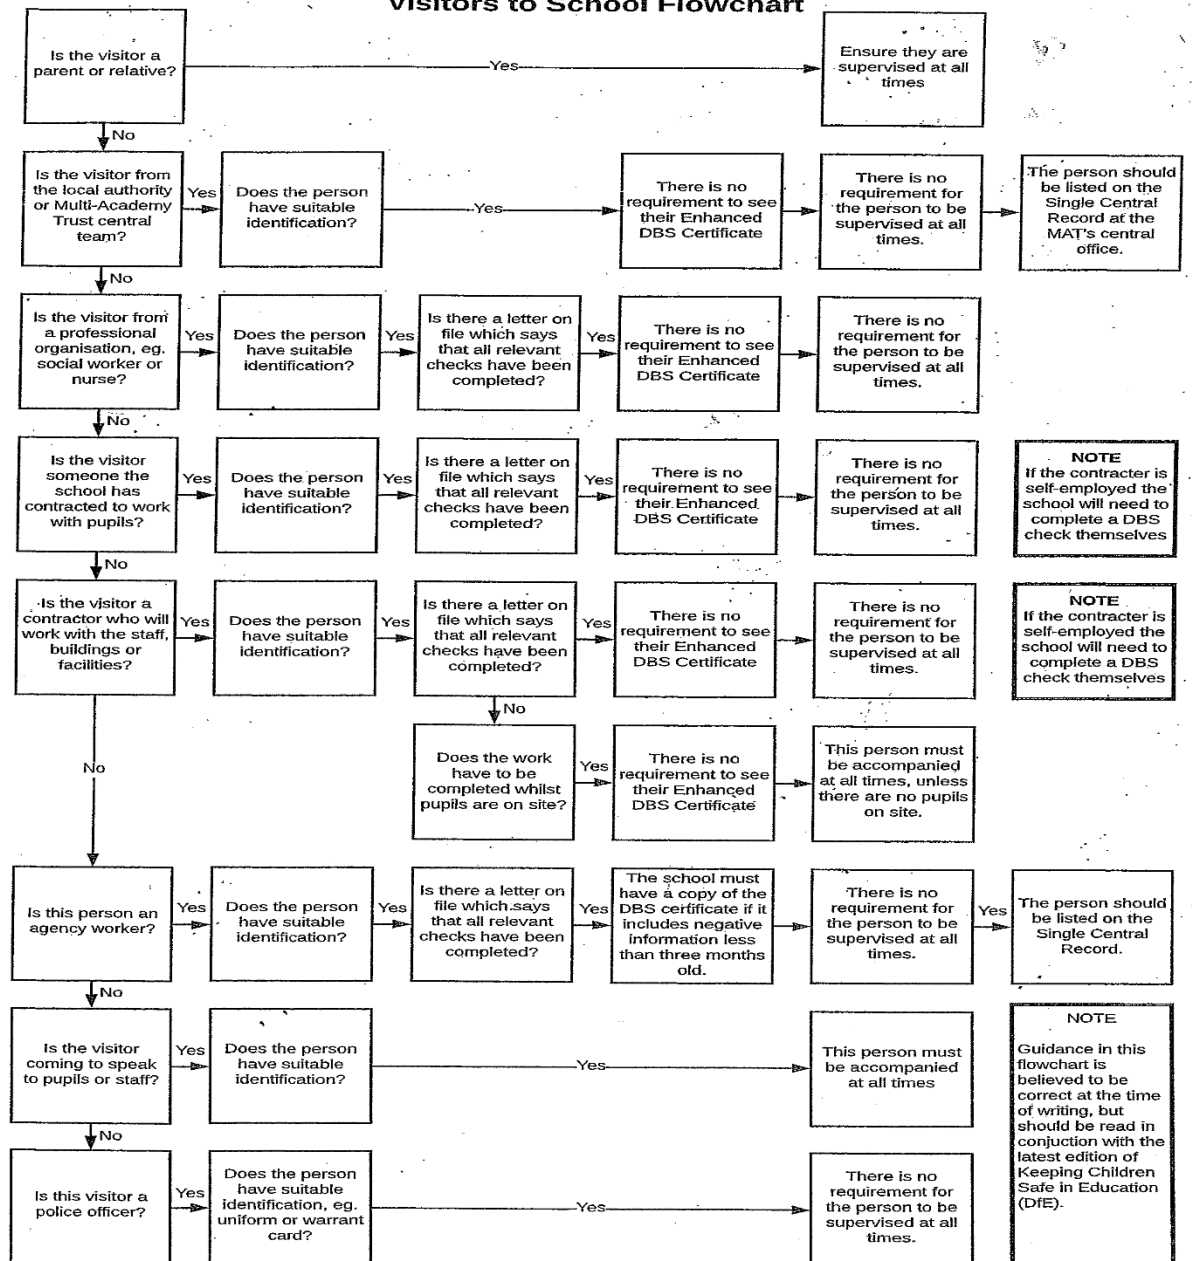 Visitors to School Flowchart
Is the visitor a
parent or relative?
Yes
Ensure they are
supervised at all
times
No
Is the visitor from
the local authority
or Multi-Academy
Trust central
team?
Yes
Does the person
have suitable
identification?
Yes
There is no
requirement to see
their Enhanced
DBS Certificate
There is no
requirement for
the person to be
supervised at all
times.
The person should
be listed on the
Single Central
Record at the
MAT's central
office.
No
Is the visitor from
a professional
organisation, eg.
social worker or
nurse?
Yes
Does the person
have suitable
identification?
Yes
Is there a letter on
file which says
that all relevant
checks have been
completed?
Yes
There is no
requirement to see
their Enhanced
DBS Certificate
There is no
requirement for
the person to be
supervised at all
times.
No
Is the visitor
someone the
school has
contracted to work
with pupils?
Yes
Does the person
have suitable
identification?
Yes
Is there a letter on
file which says
that all relevant
checks have been
completed?
Yes
There is no
requirement to see
their Enhanced
DBS Certificate
There is no
requirement for
the person to be
supervised at all
times.
NOTE
If the contracter is
self-employed the
school will need to
complete a DBS
check themselves
No
Is the visitor a
contractor who will
work with the staff,
buildings or
facilities?
Yes
Does the person
have suitable
identification?
Yes
Is there a letter on
file which says
that all relevant
checks have been
completed?
Yes
There is no
requirement to see
their Enhanced
DBS Certificate
There is no
requirement for
the person to be
supervised at all
times.
NOTE
If the contracter is
self-employed the
school will need to
complete a DBS
check themselves
No
Does the work
have to be
completed whilst
pupils are on site?
Yes
There is no
requirement to see
their Enhanced
DBS Certificate
This person must
be accompanied
at all times, unless
there are no pupils
on site.
No
Is this person an
agency worker?
Yes
Does the person
have suitable
identification?
Yes
Is there a letter on
file which says
that all relevant
checks have been
completed?
Yes
The school must
have a copy of the
DBS certificate if it
includes negative
information less
than three months
old.
There is no
requirement for
the person to be
supervised at all
times.
Yes
The person should
be listed on the
Single Central
Record.
No
Is the visitor
coming to speak
to pupils or staff?
Yes
Does the person
have suitable
identification?
Yes
This person must
be accompanied
at all times
NOTE
Guidance in this
flowchart is
believed to be
correct at the time
of writing, but
should be read in
conjuction with the
latest edition of
Keeping Children
Safe in Education
(DfE).
No
Is this visitor a
police officer?
Yes
Does the person
have suitable
identification, eg.
uniform or warrant
card?
Yes
There is no
requirement for
the person to be
supervised at all
times.